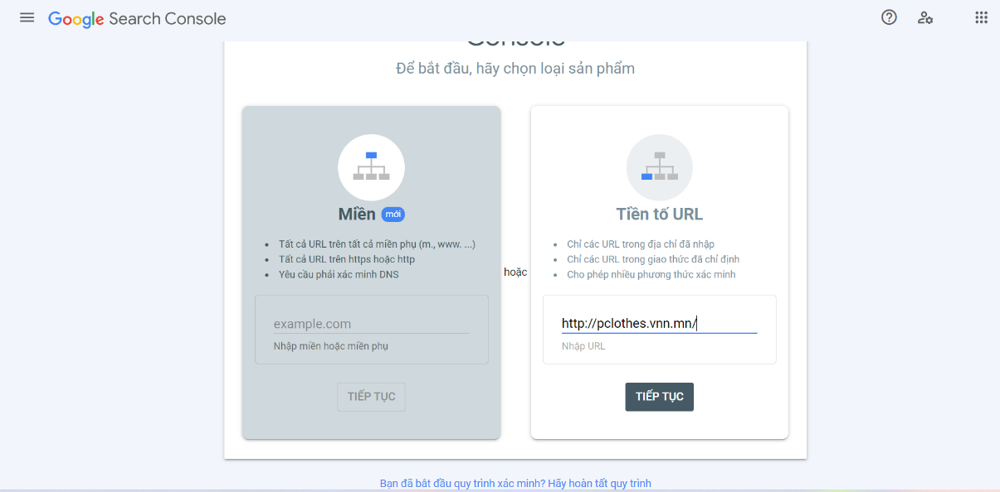 Google Search Console
Console
Để bắt đầu, hãy chọn loại sản phẩm
Miền mới
Tất cả URL trên tất cả miền phụ (m., www. ...)
Tất cả URL trên https hoặc http
Yêu cầu phải xác minh DNS
example.com
Nhập miền hoặc miền phụ
TIẾP TỤC
hoặc
Tiền tố URL
Chỉ các URL trong địa chỉ đã nhập
Chỉ các URL trong giao thức đã chỉ định
Cho phép nhiều phương thức xác minh
http://pclothes.vnn.mn/
Nhập URL
TIẾP TỤC
Bạn đã bắt đầu quy trình xác minh? Hãy hoàn tất quy trình